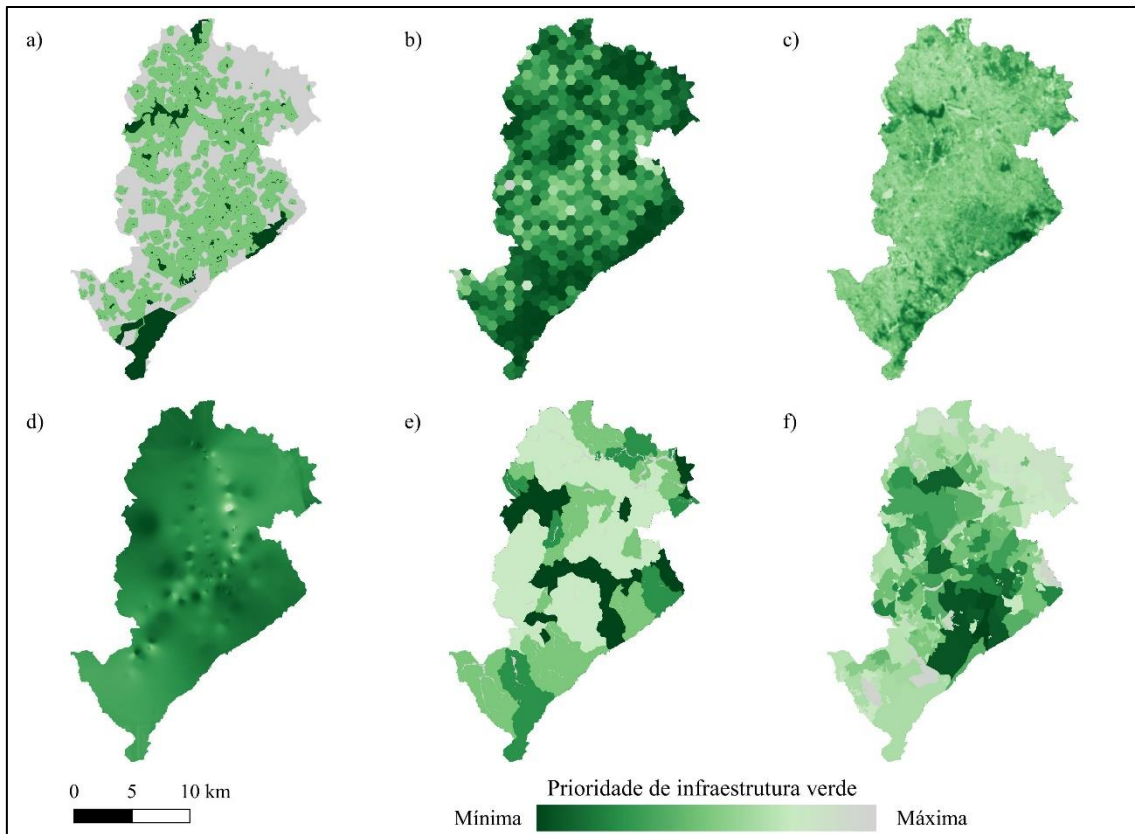 a)
b)
c)
d)
e)
f)
0 5 10 km
Prioridade de infraestrutura verde
Mínima Máxima